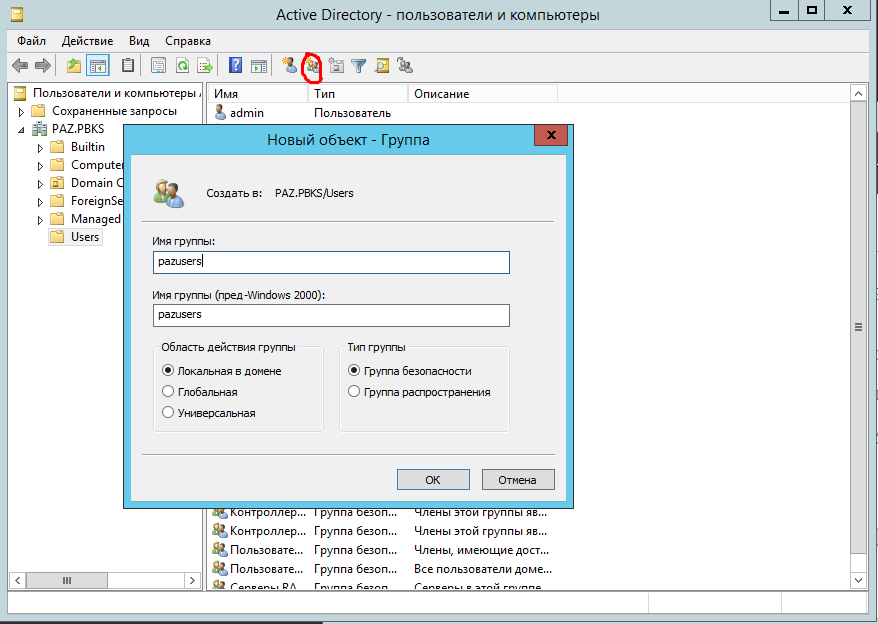 Active Directory - пользователи и компьютеры
Файл Действие Вид Справка
Пользователи и компьютеры
Сохраненные запросы
PAZ.PBKS
Builtin
Computer
Domain C
ForeignSe
Managed
Users
Имя Тип Описание
admin Пользователь
Новый объект - Группа
Создать в: PAZ.PBKS/Users
Имя группы:
pazusers
Имя группы (пред-Windows 2000):
pazusers
Область действия группы
Локальная в домене
Глобальная
Универсальная
Тип группы
Группа безопасности
Группа распространения
ОК Отмена
Контроллер... Группа безоп... Члены этой группы яв...
Контроллер... Группа безоп... Члены этой группы яв...
Пользовате... Группа безоп... Члены, имеющие дост...
Пользовате... Группа безоп... Все пользователи доме...
Серверы RA... Группа безоп... Серверы в этой группе...